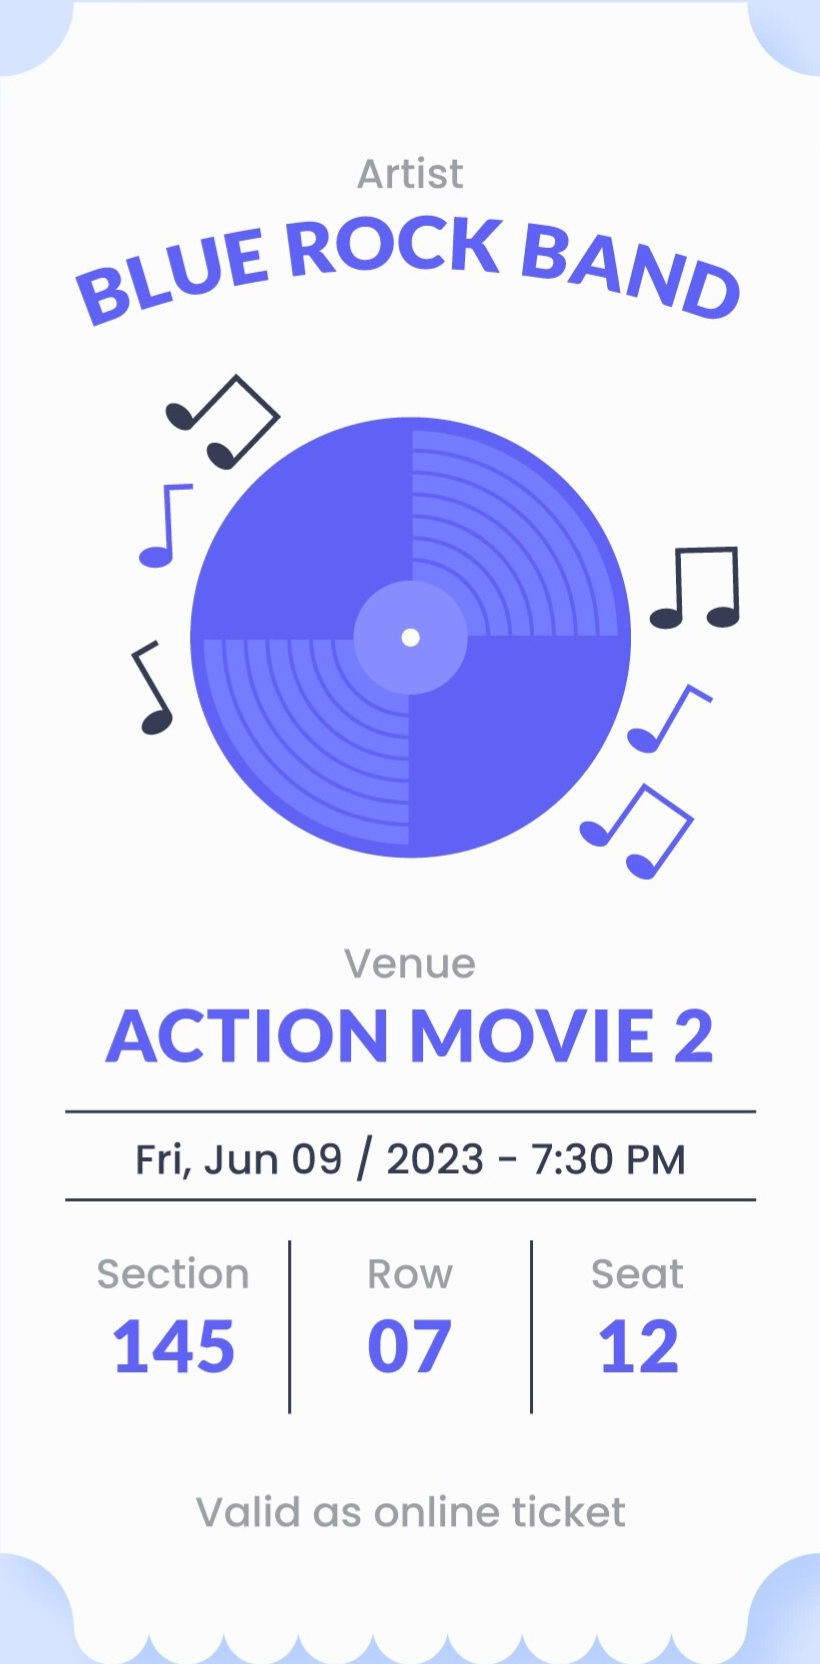 Artist
BLUE ROCK BAND
Venue
ACTION MOVIE 2
Fri, Jun 09 / 2023 - 7:30 PM
Section Row Seat
145 07 12
Valid as online ticket